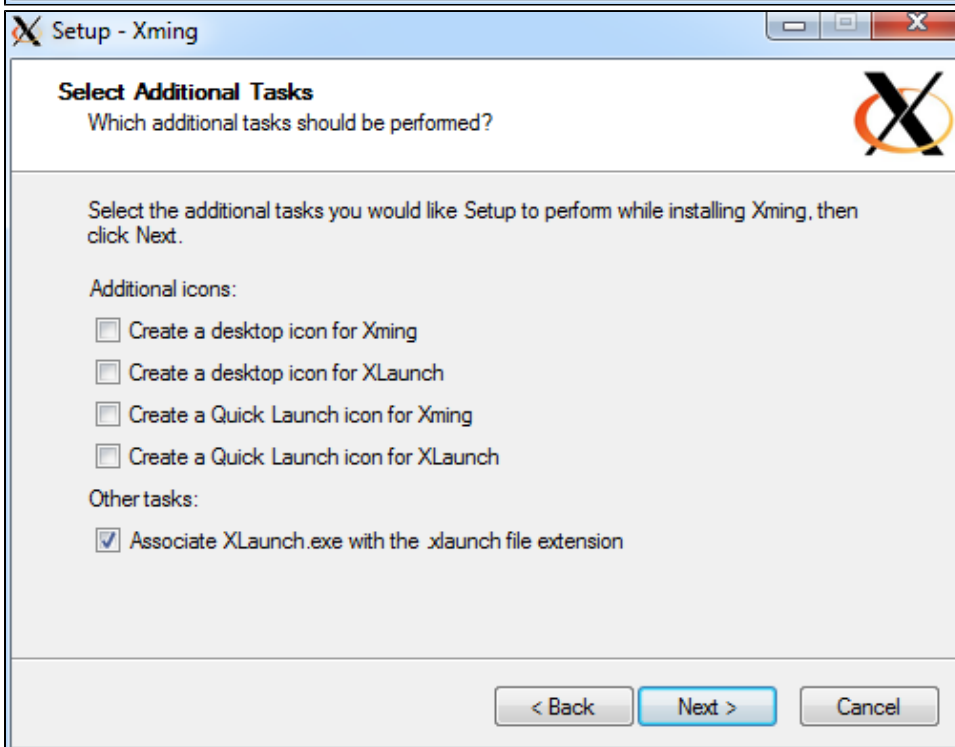 Setup - Xming
Select Additional Tasks
Which additional tasks should be performed?
Select the additional tasks you would like Setup to perform while installing Xming, then
click Next.
Additional icons:
Create a desktop icon for Xming
Create a desktop icon for XLaunch
Create a Quick Launch icon for Xming
Create a Quick Launch icon for XLaunch
Other tasks:
Associate XLaunch.exe with the .xlaunch file extension
< Back Next > Cancel